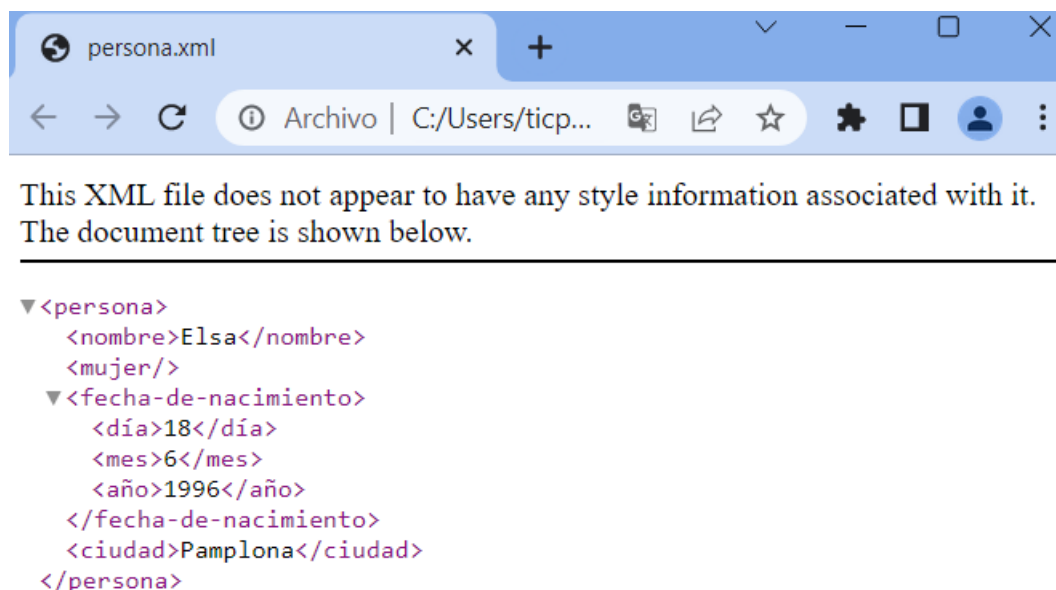 persona.xml
Archivo | C:/Users/ticp...
This XML file does not appear to have any style information associated with it.
The document tree is shown below.
▼<persona>
<nombre>Elsa</nombre>
<mujer/>
▼<fecha-de-nacimiento>
<día>18</día>
<mes>6</mes>
<año>1996</año>
</fecha-de-nacimiento>
<ciudad>Pamplona</ciudad>
</persona>